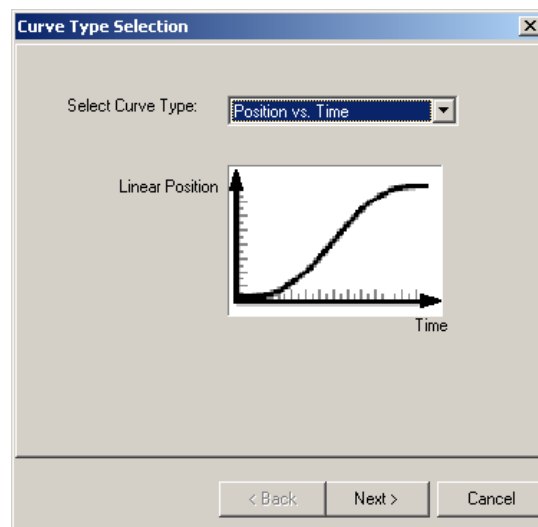 Curve Type Selection
Select Curve Type: Position vs. Time
Linear Position
Time
< Back Next > Cancel